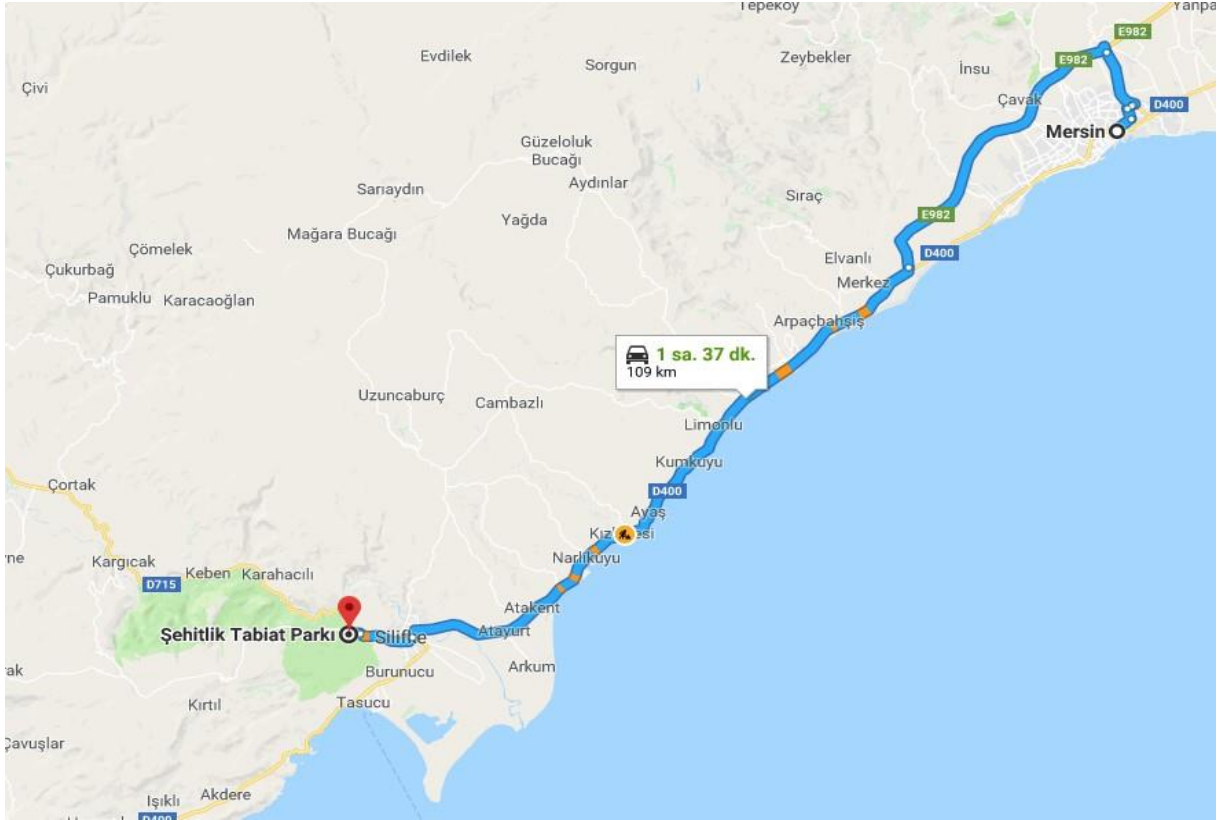 Tepeköy
Yanpa
E982
Evdilek
Zeybekler
E982
Sorgun
İnsu
Çivi
Çavak
D400
Mersin
Güzeloluk
Bucağı
Aydınlar
Sarıaydın
Sıraç
Yağda
E982
Mağara Bucağı
Çömelek
D400
Elvanlı
Çukurbağ
Merkez
Pamuklu
Karacaoğlan
Arpaçbahşiş
1 sa. 37 dk.
109 km
Uzuncaburç
Cambazlı
Limonlu
Kumkuyu
Çortak
D400
Ayaş
Narlıkuyu
Kargıcak
Keben
Karahacılı
D715
Atakent
Şehitlik Tabiat Parkı
Silifke
Atayurt
Arkum
Burunucu
Kırtıl
Tasucu
Çavuşlar
Işıklı
Akdere
D400